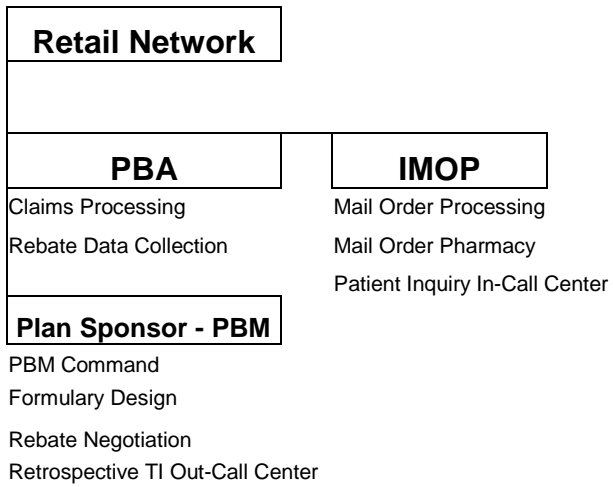 Retail Network
PBA
IMOP
Claims Processing
Mail Order Processing
Rebate Data Collection
Mail Order Pharmacy
Patient Inquiry In-Call Center
Plan Sponsor - PBM
PBM Command
Formulary Design
Rebate Negotiation
Retrospective TI Out-Call Center